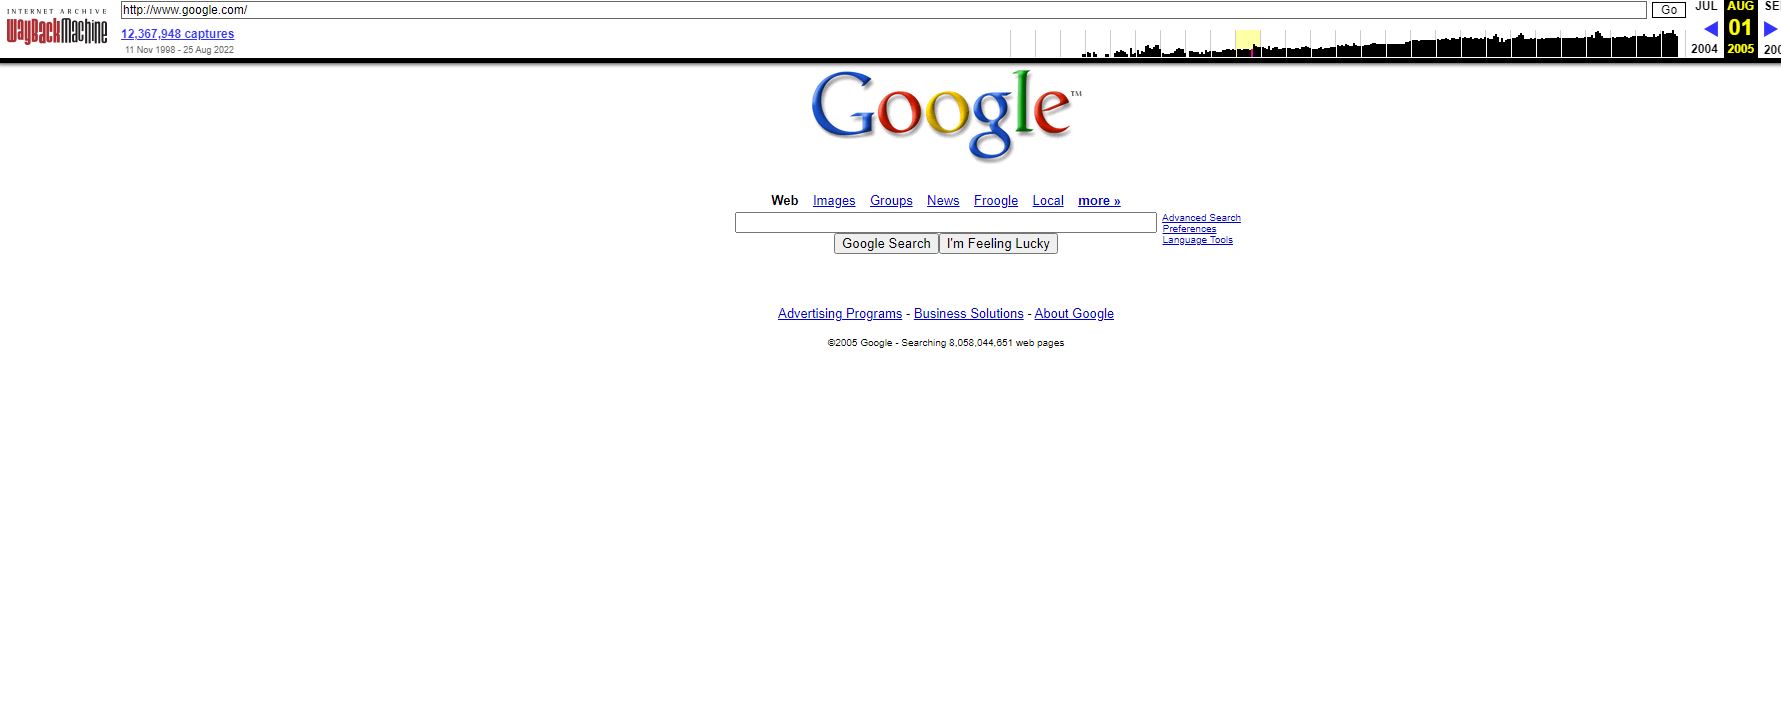 INTERNET ARCHIVE
WayBackMachine
http://www.google.com/
Go
12,367,948 captures
11 Nov 1998 - 25 Aug 2022
JUL AUG SE
01
2004 2005 200
Google™
Web Images Groups News Froogle Local more »
Advanced Search
Preferences
Language Tools
Google Search I'm Feeling Lucky
Advertising Programs - Business Solutions - About Google
©2005 Google - Searching 8,058,044,651 web pages